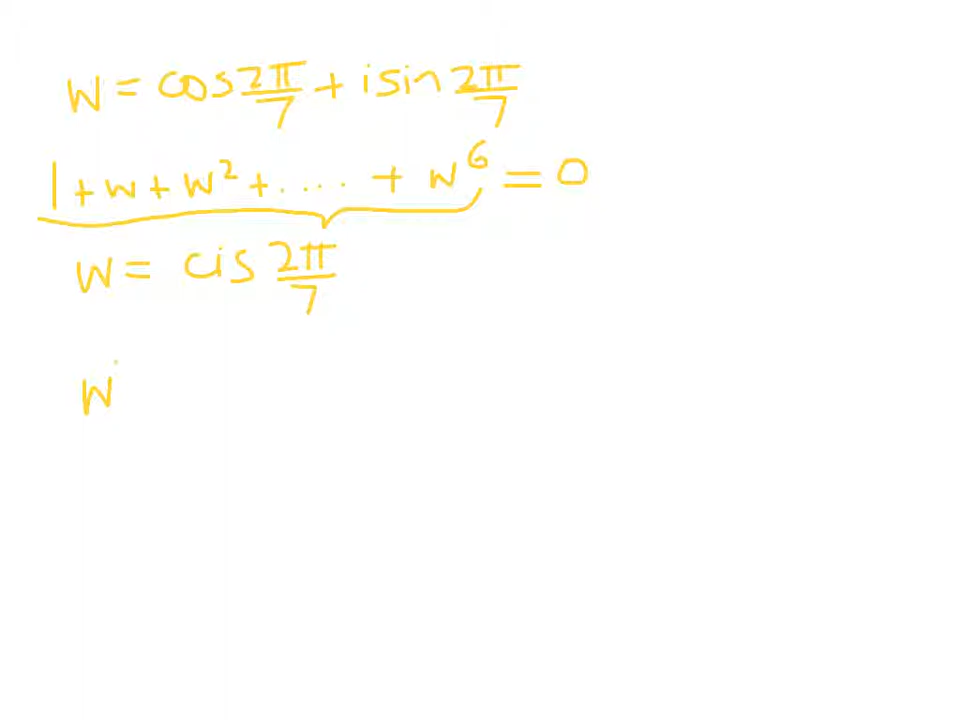 W = cos 2π/7 + i sin 2π/7
1 + w + w² + .... + w⁶ = 0
W = cis 2π/7
W